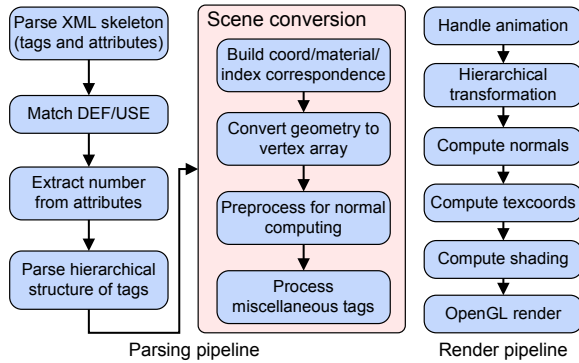 Parse XML skeleton
(tags and attributes)
Match DEF/USE
Extract number
from attributes
Parse hierarchical
structure of tags
Scene conversion
Build coord/material/
index correspondence
Convert geometry to
vertex array
Preprocess for normal
computing
Process
miscellaneous tags
Parsing pipeline
Handle animation
Hierarchical
transformation
Compute normals
Compute texcoords
Compute shading
OpenGL render
Render pipeline